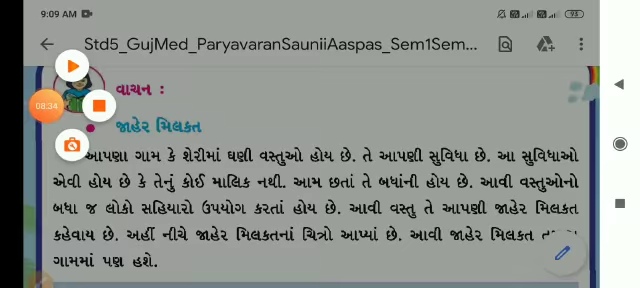 9:09 AM
93
Std5_GujMed_ParyavaranSauniiAaspas_Sem1Sem...
વાચન :
08:34
જાહેર મિલકત
આપણા ગામ કે શેરીમાં ઘણી વસ્તુઓ હોય છે. તે આપણી સુવિધા છે. આ સુવિધાઓ
એવી હોય છે કે તેનું કોઈ માલિક નથી. આમ છતાં તે બધાંની હોય છે. આવી વસ્તુઓનો
બધા જ લોકો સહિયારો ઉપયોગ કરતાં હોય છે. આવી વસ્તુ તે આપણી જાહેર મિલકત
કહેવાય છે. અહીં નીચે જાહેર મિલકતનાં ચિત્રો આપ્યાં છે. આવી જાહેર મિલકત
ગામમાં પણ હશે.